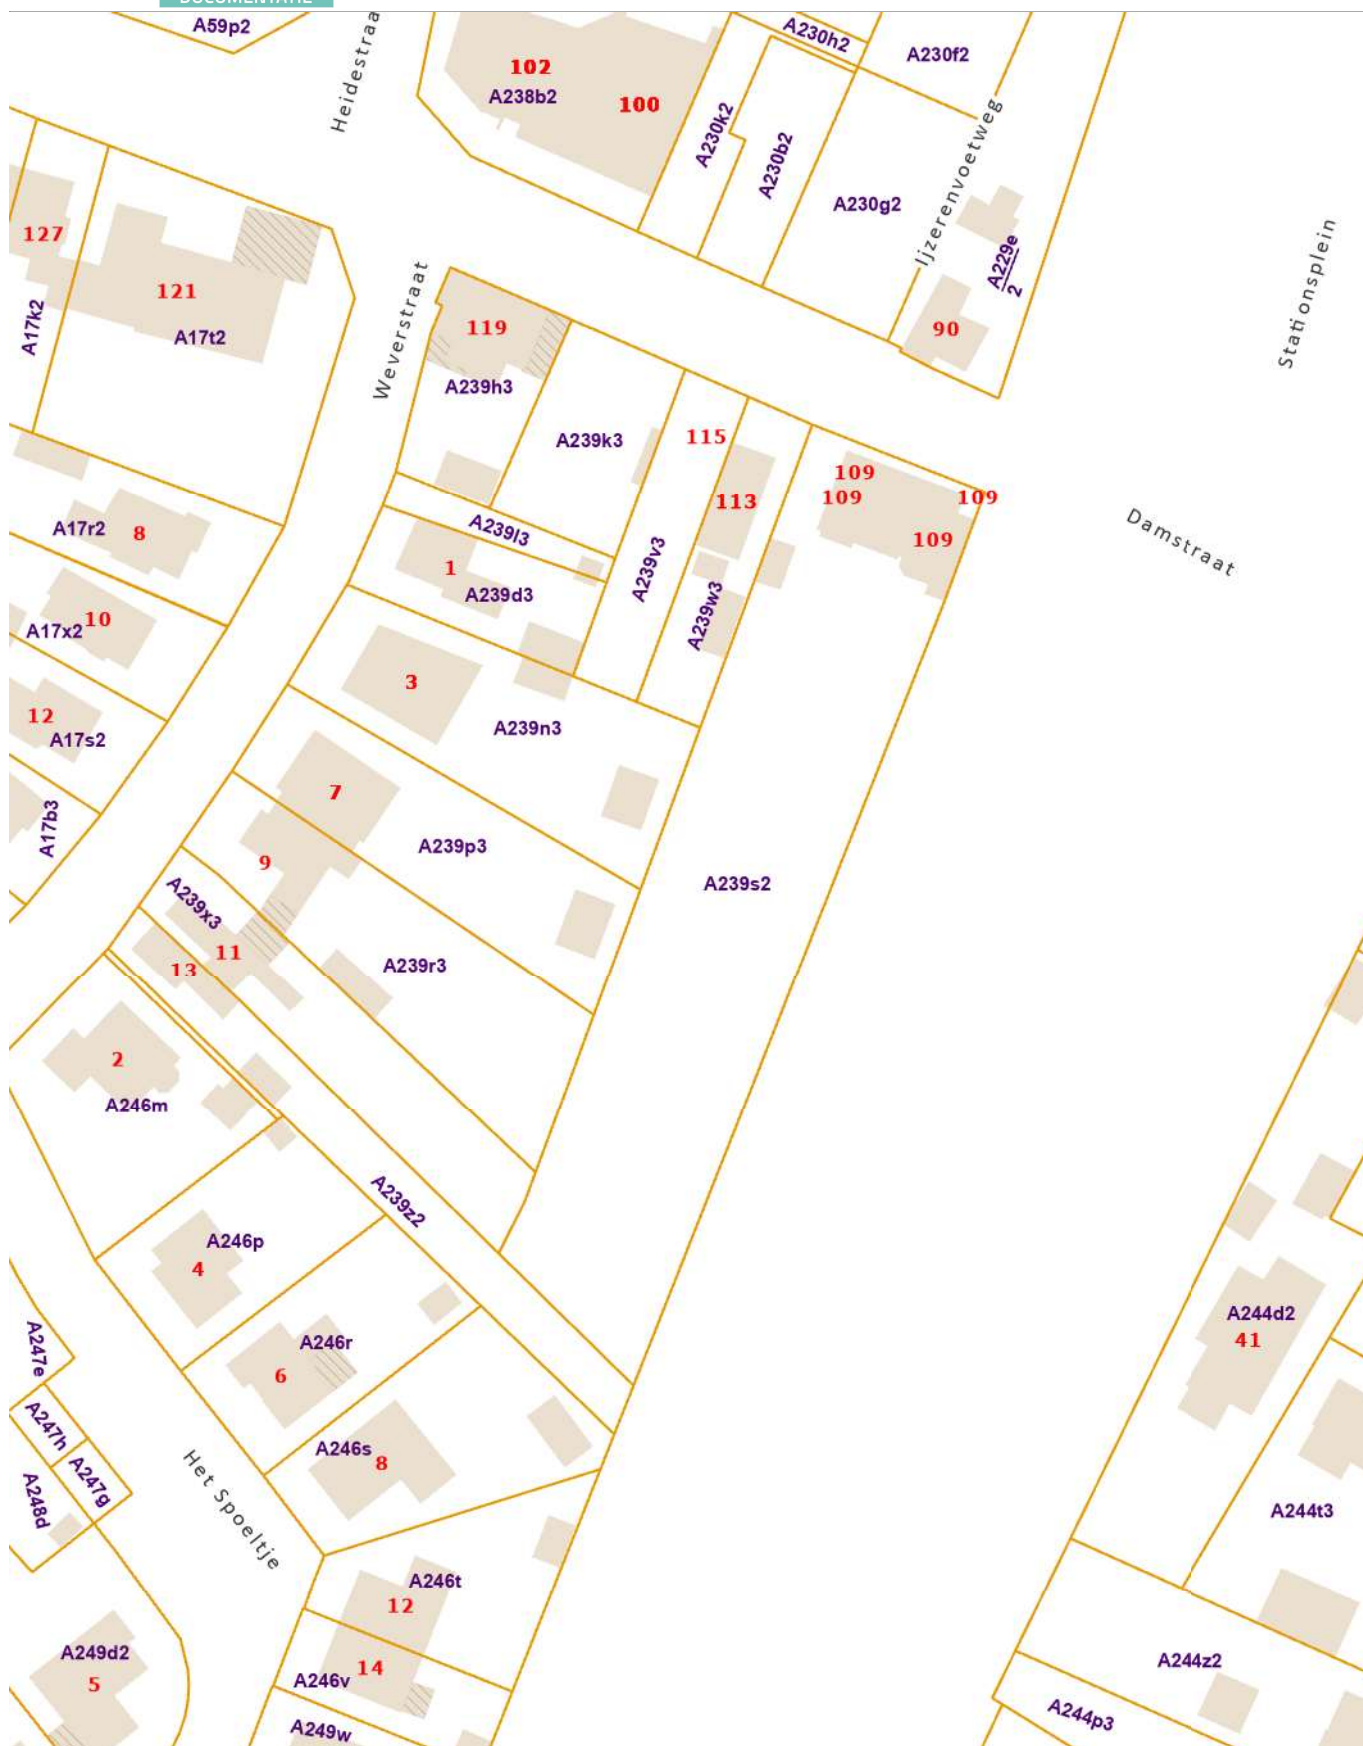 DOCUMENTATIE
A59p2
Heidestraa
102
A238b2
100
A230h2
A230f2
A230k2
A230b2
A230g2
Ijzerenvoetweg
A229e
2
90
Stationsplein
127
A17k2
121
A17t2
Weverstraat
119
A239h3
A239k3
115
113
109
109
109
109
Damstraat
A17r2
8
A239l3
1
A239d3
A239v3
A239w3
10
A17x2
3
12
A17s2
A239n3
A17b3
7
9
A239p3
A239s2
A239x3
11
13
A239r3
2
A246m
A239z2
A246p
4
A246r
6
A247e
A247h
A247g
A248d
A246s
8
Het Spoeltje
A244d2
41
A244t3
A246t
12
A249d2
5
14
A246v
A249w
A244z2
A244p3